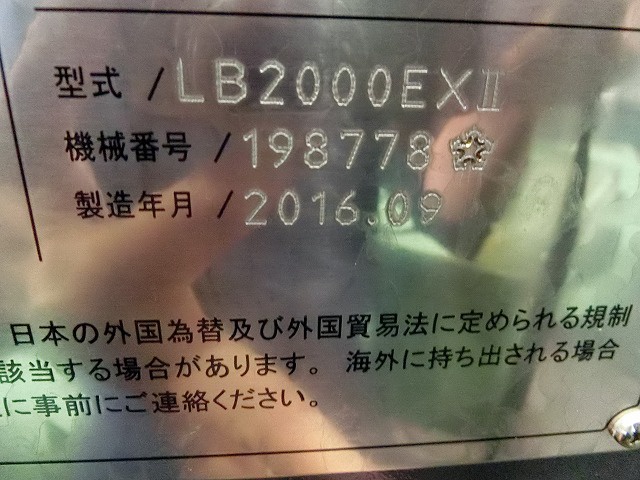 型式 / LB2000EXⅡ
機械番号 / 198778
製造年月 / 2016.09
日本の外国為替及び外国貿易法に定められる規制
該当する場合があります。 海外に持ち出される場合
に事前にご連絡ください。